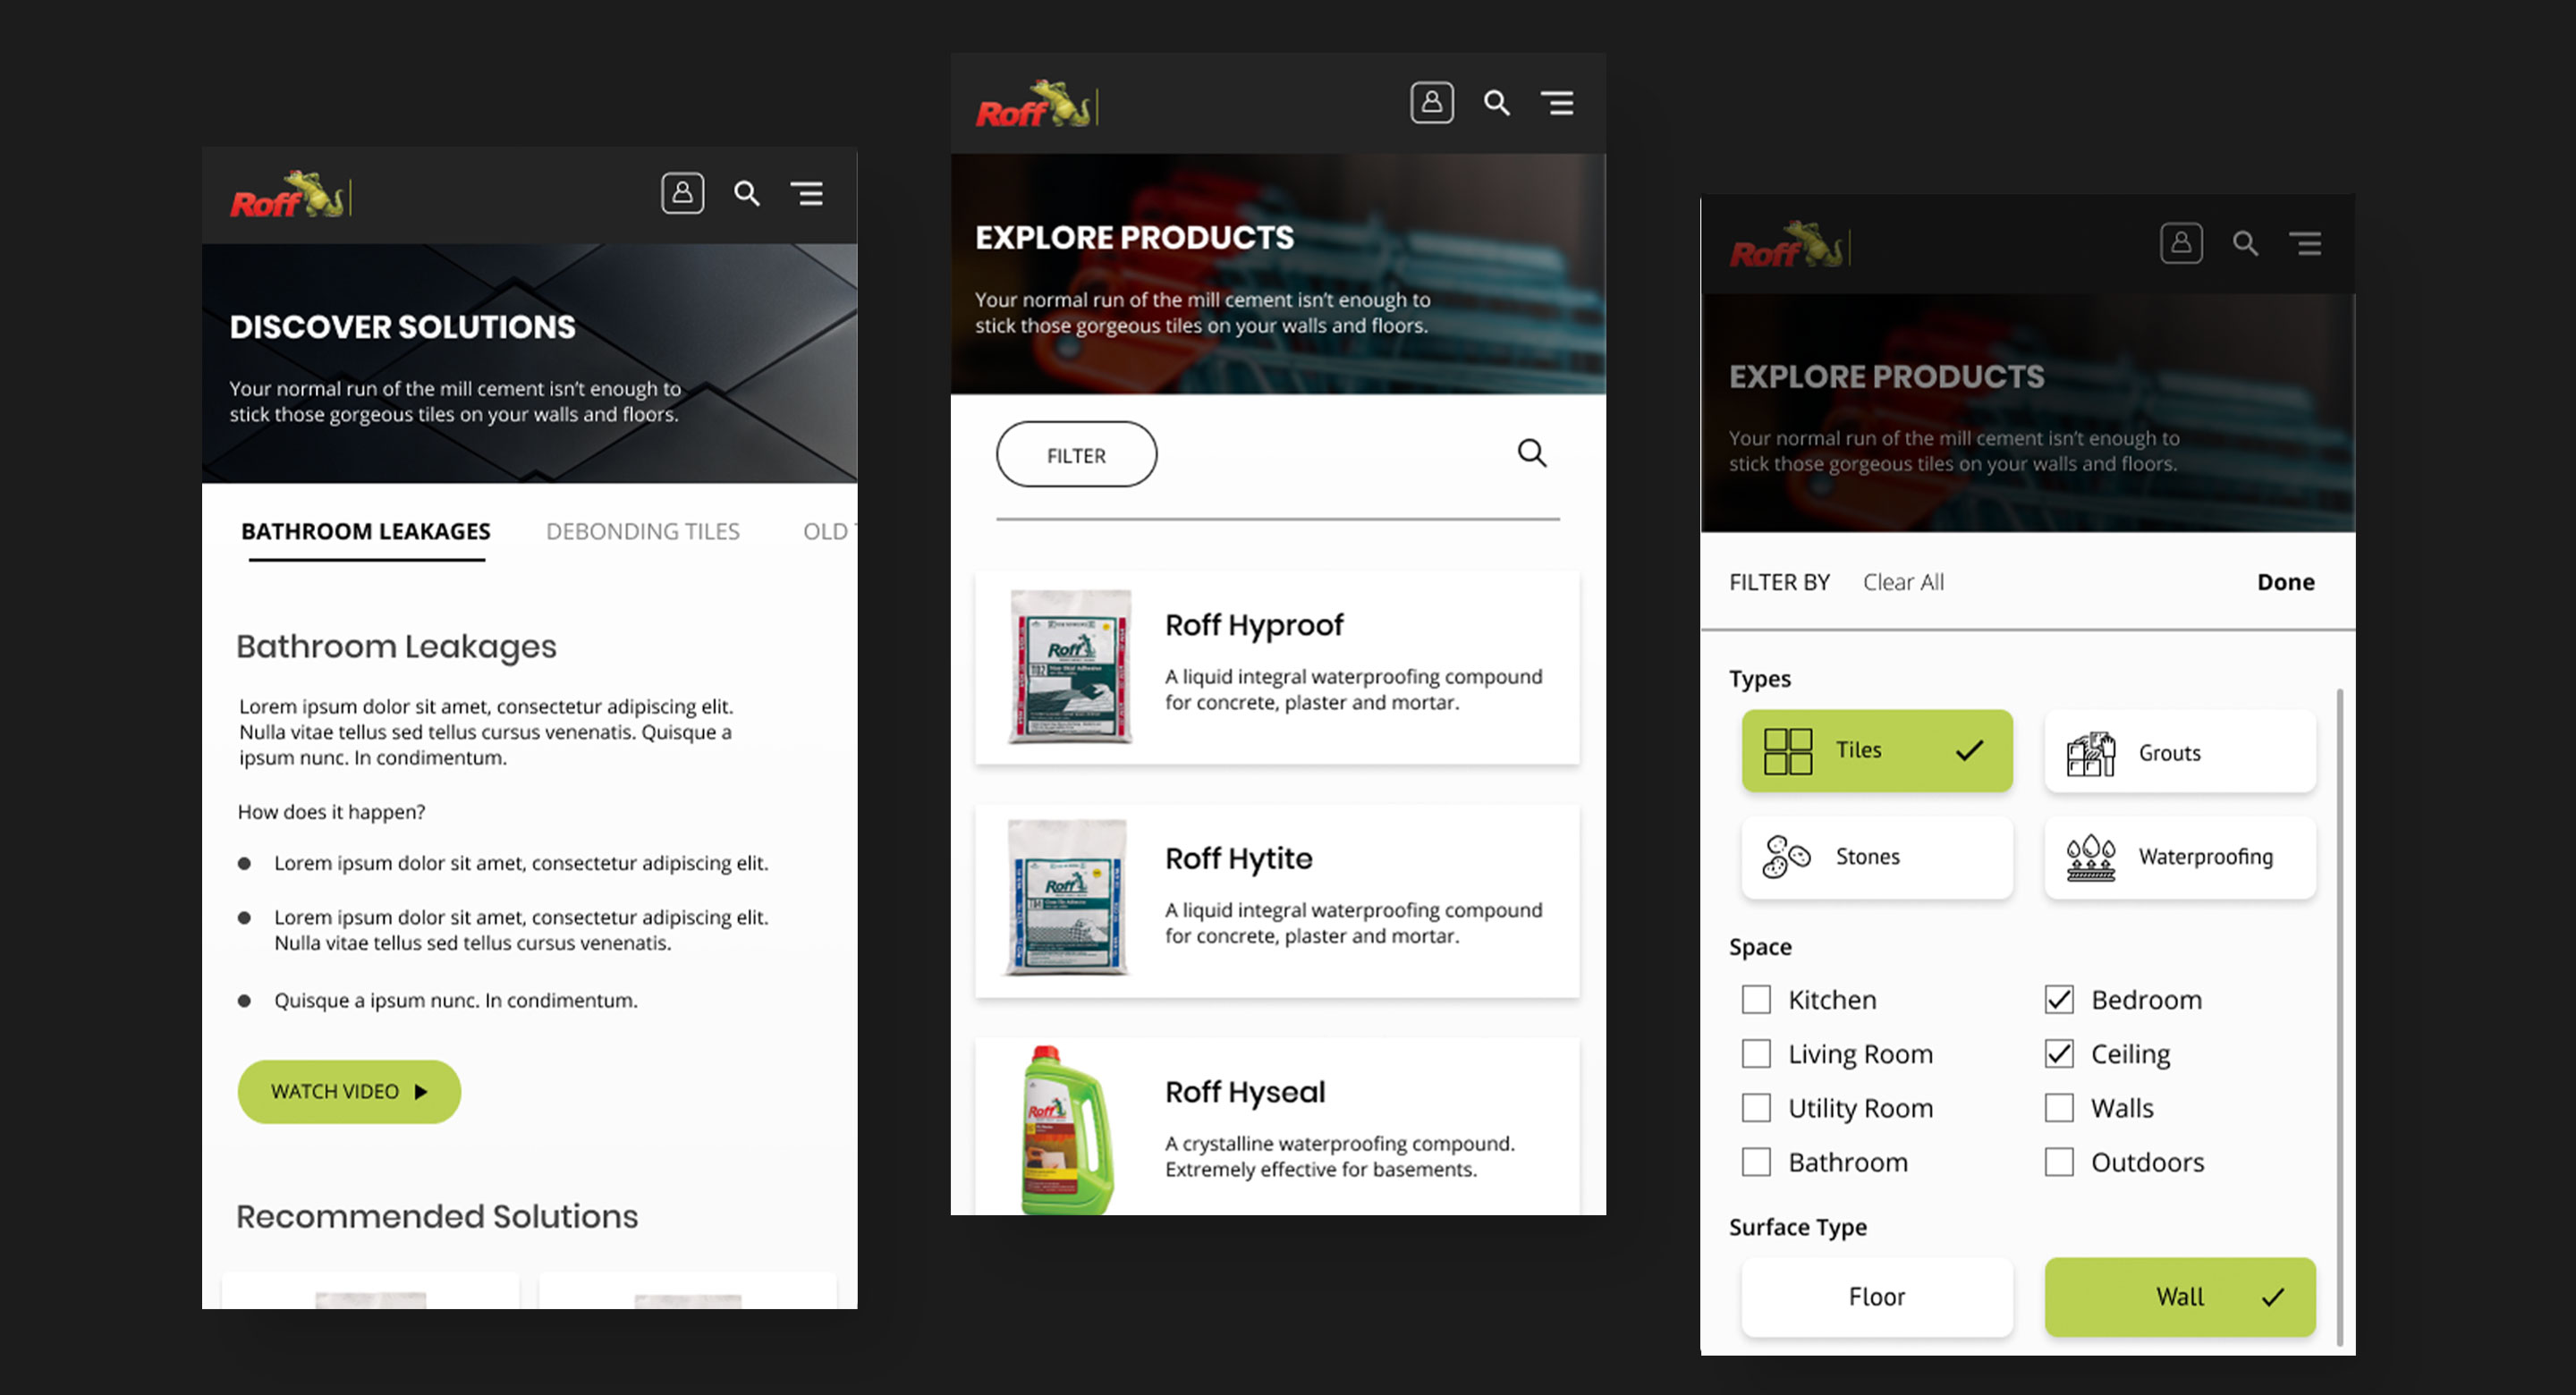 Roff
DISCOVER SOLUTIONS
Your normal run of the mill cement isn't enough to
stick those gorgeous tiles on your walls and floors.
BATHROOM LEAKAGES
DEBONDING TILES
OLD
Bathroom Leakages
Lorem ipsum dolor sit amet, consectetur adipiscing elit.
Nulla vitae tellus sed tellus cursus venenatis. Quisque a
ipsum nunc. In condimentum.
How does it happen?
Lorem ipsum dolor sit amet, consectetur adipiscing elit.
Lorem ipsum dolor sit amet, consectetur adipiscing elit.
Nulla vitae tellus sed tellus cursus venenatis.
Quisque a ipsum nunc. In condimentum.
WATCH VIDEO
Recommended Solutions
Roff
EXPLORE PRODUCTS
Your normal run of the mill cement isn't enough to
stick those gorgeous tiles on your walls and floors.
FILTER
Roff
Roff Hyproof
A liquid integral waterproofing compound
for concrete, plaster and mortar.
Roff
Roff Hytite
A liquid integral waterproofing compound
for concrete, plaster and mortar.
Roff
Roff Hyseal
A crystalline waterproofing compound.
Extremely effective for basements.
Roff
EXPLORE PRODUCTS
Your normal run of the mill cement isn't enough to
stick those gorgeous tiles on your walls and floors.
FILTER BY
Clear All
Done
Types
Tiles
Grouts
Stones
Waterproofing
Space
Kitchen
Bedroom
Living Room
Ceiling
Utility Room
Walls
Bathroom
Outdoors
Surface Type
Floor
Wall